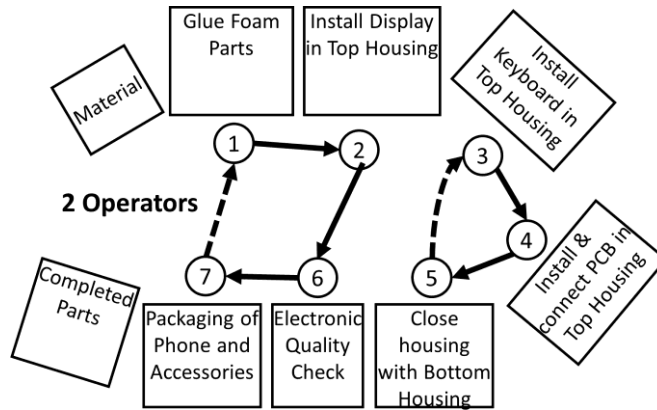 Glue Foam
Parts
Install Display
in Top Housing
Install
Keyboard in
Top Housing
Material
1
2
3
2 Operators
4
7
6
5
Install &
connect PCB in
Top Housing
Completed
Parts
Packaging of
Phone and
Accessories
Electronic
Quality
Check
Close
housing
with Bottom
Housing